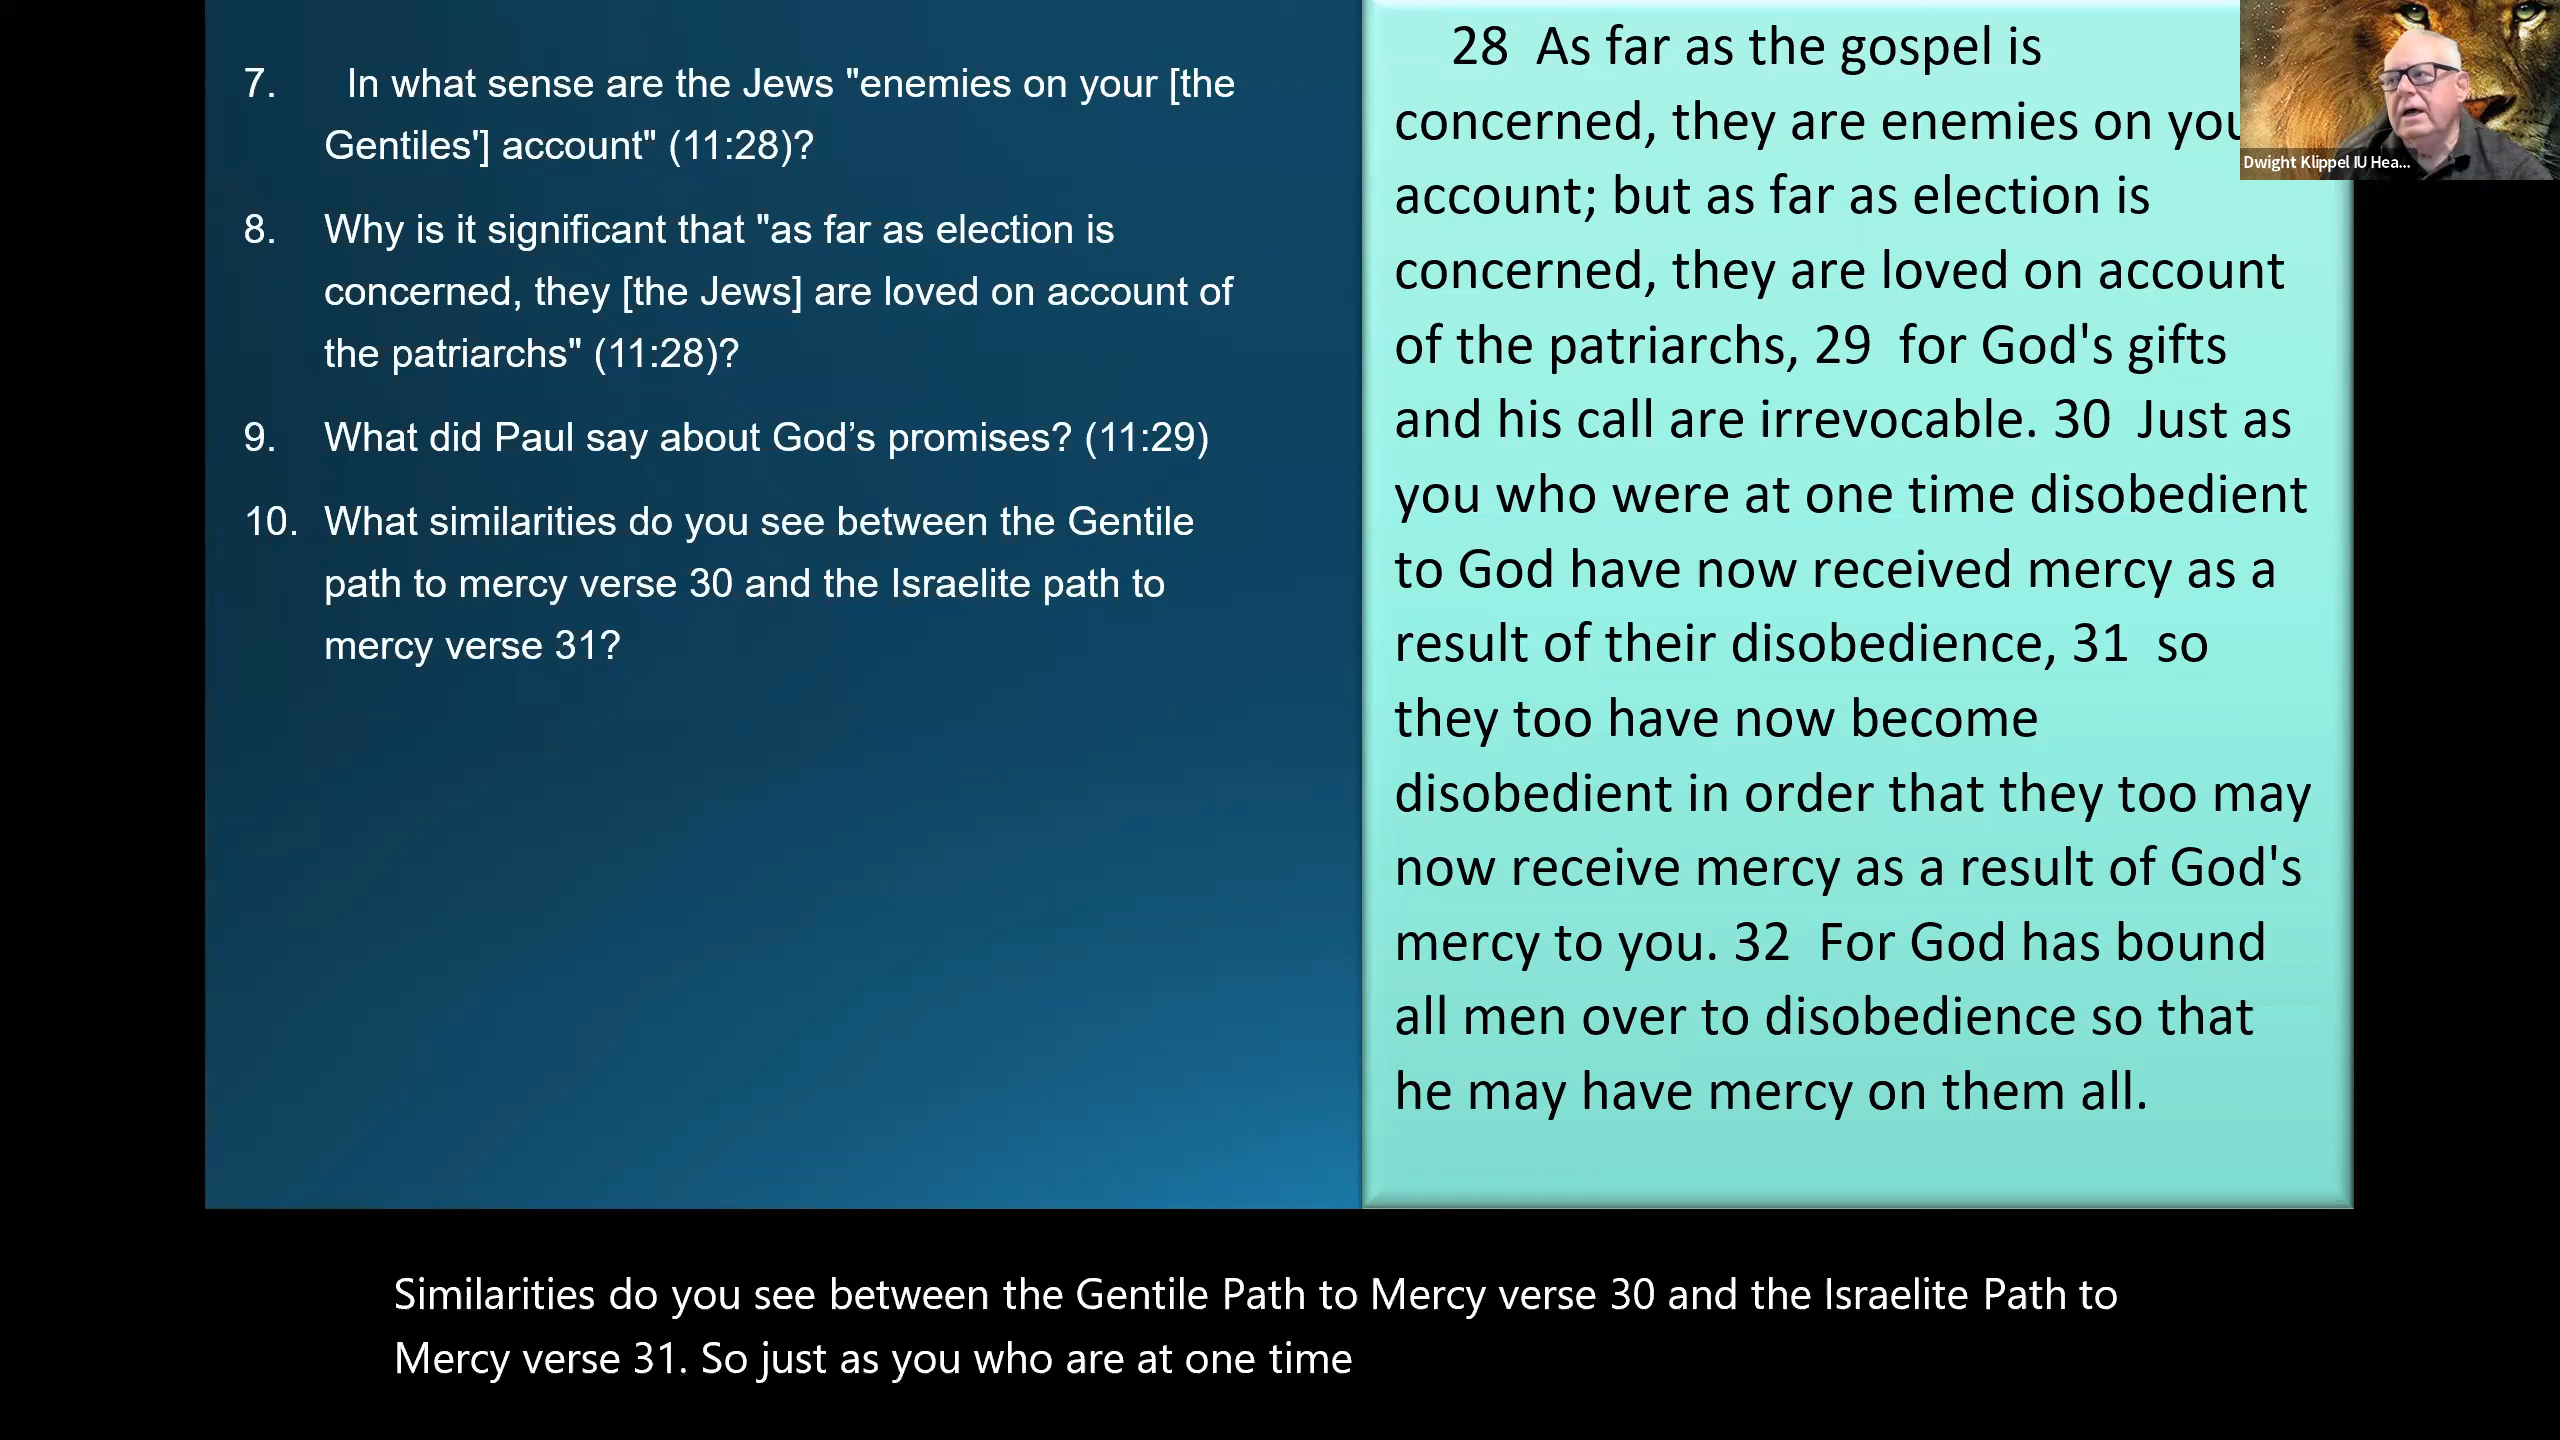 7. In what sense are the Jews "enemies on your [the
Gentiles'] account" (11:28)?
8. Why is it significant that "as far as election is
concerned, they [the Jews] are loved on account of
the patriarchs" (11:28)?
9. What did Paul say about God’s promises? (11:29)
10. What similarities do you see between the Gentile
path to mercy verse 30 and the Israelite path to
mercy verse 31?
28 As far as the gospel is
concerned, they are enemies on you
account; but as far as election is
concerned, they are loved on account
of the patriarchs, 29 for God's gifts
and his call are irrevocable. 30 Just as
you who were at one time disobedient
to God have now received mercy as a
result of their disobedience, 31 so
they too have now become
disobedient in order that they too may
now receive mercy as a result of God's
mercy to you. 32 For God has bound
all men over to disobedience so that
he may have mercy on them all.
Dwight Klippel IU Hea...
Similarities do you see between the Gentile Path to Mercy verse 30 and the Israelite Path to
Mercy verse 31. So just as you who are at one time